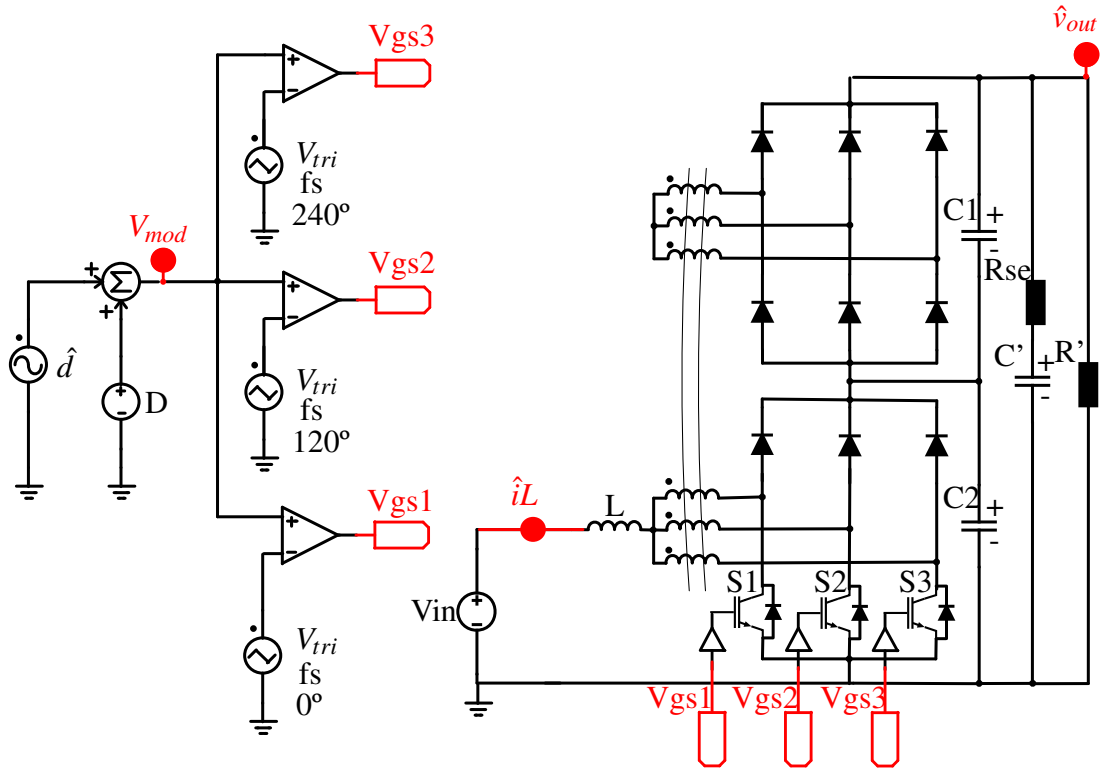 Vgs3
v̂out
+
-
Vtri
fs
240º
C1
+
-
Vmod
Vgs2
+
Σ
+
+
-
Rse
d̂
+
-
D
Vtri
fs
120º
C'
+
-
R'
Vgs1
+
-
îL
L
C2
+
-
Vin
+
-
S1
S2
S3
Vtri
fs
0º
Vgs1
Vgs2
Vgs3